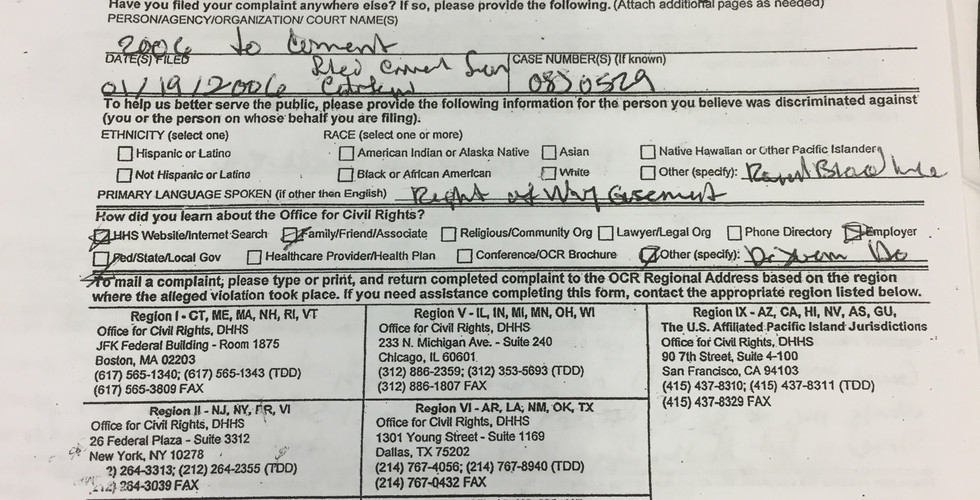 Have you filed your complaint anywhere else? If so, please provide the following. (Attach additional pages as needed)
PERSON/AGENCY/ORGANIZATION/ COURT NAME(S)
2006 to Cement
DATE(S) FILED
CASE NUMBER(S) (If known)
01/19/2006
0850529
To help us better serve the public, please provide the following information for the person you believe was discriminated against
(you or the person on whose behalf you are filing).
ETHNICITY (select one)
RACE (select one or more)
Hispanic or Latino
American Indian or Alaska Native
Asian
Native Hawaiian or Other Pacific Islander
Not Hispanic or Latino
Black or African American
White
Other (specify): Blood
PRIMARY LANGUAGE SPOKEN (if other then English) Right of Way Easement
How did you learn about the Office for Civil Rights?
HHS Website/Internet Search
Family/Friend/Associate
Religious/Community Org
Lawyer/Legal Org
Phone Directory
Employer
Fed/State/Local Gov
Healthcare Provider/Health Plan
Conference/OCR Brochure
Other (specify):
To mail a complaint, please type or print, and return completed complaint to the OCR Regional Address based on the region
where the alleged violation took place. If you need assistance completing this form, contact the appropriate region listed below.
Region I - CT, ME, MA, NH, RI, VT
Office for Civil Rights, DHHS
JFK Federal Building - Room 1875
Boston, MA 02203
(617) 565-1340; (617) 565-1343 (TDD)
(617) 565-3809 FAX
Region II - NJ, NY, PR, VI
Office for Civil Rights, DHHS
26 Federal Plaza - Suite 3312
New York, NY 10278
2) 264-3313; (212) 264-2355 (TDD)
264-3039 FAX
Region V - IL, IN, MI, MN, OH, WI
Office for Civil Rights, DHHS
233 N. Michigan Ave. - Suite 240
Chicago, IL 60601
(312) 886-2359; (312) 353-5693 (TDD)
(312) 886-1807 FAX
Region VI - AR, LA, NM, OK, TX
Office for Civil Rights, DHHS
1301 Young Street - Suite 1169
Dallas, TX 75202
(214) 767-4056; (214) 767-8940 (TDD)
(214) 767-0432 FAX
Region IX - AZ, CA, HI, NV, AS, GU,
The U.S. Affiliated Pacific Island Jurisdictions
Office for Civil Rights, DHHS
90 7th Street, Suite 4-100
San Francisco, CA 94103
(415) 437-8310; (415) 437-8311 (TDD)
(415) 437-8329 FAX